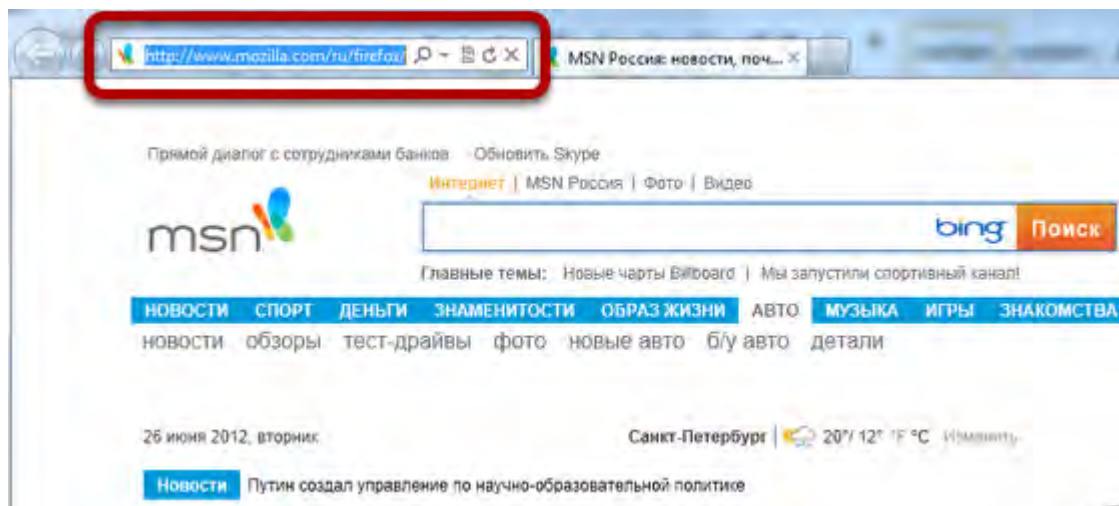 http://www.mozilla.com/ru/firefox/ MSN Россия: новости, поч...
Прямой диалог с сотрудниками банков Обновить Skype
Интернет | MSN Россия | Фото | Видео
msn bing Поиск
Главные темы: Новые чарты Billboard | Мы запустили спортивный канал!
НОВОСТИ СПОРТ ДЕНЬГИ ЗНАМЕНИТОСТИ ОБРАЗ ЖИЗНИ АВТО МУЗЫКА ИГРЫ ЗНАКОМСТВА
новости обзоры тест-драйвы фото новые авто б/у авто детали
26 июня 2012, вторник Санкт-Петербург | 20°/ 12° °F °C Изменить
Новости Путин создал управление по научно-образовательной политике